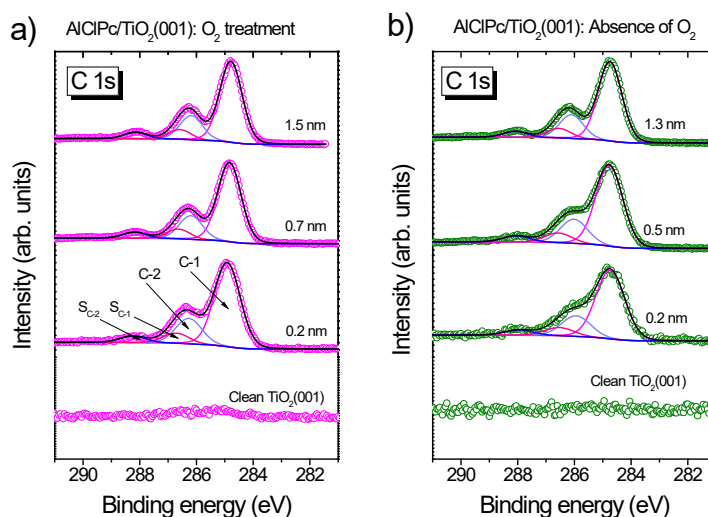 a) AlClPc/TiO₂(001): O₂ treatment
C 1s
1.5 nm
0.7 nm
C-2
C-1
S_C-2
S_C-1
0.2 nm
Clean TiO₂(001)
Intensity (arb. units)
290 288 286 284 282
Binding energy (eV)
b) AlClPc/TiO₂(001): Absence of O₂
C 1s
1.3 nm
0.5 nm
0.2 nm
Clean TiO₂(001)
Intensity (arb. units)
290 288 286 284 282
Binding energy (eV)